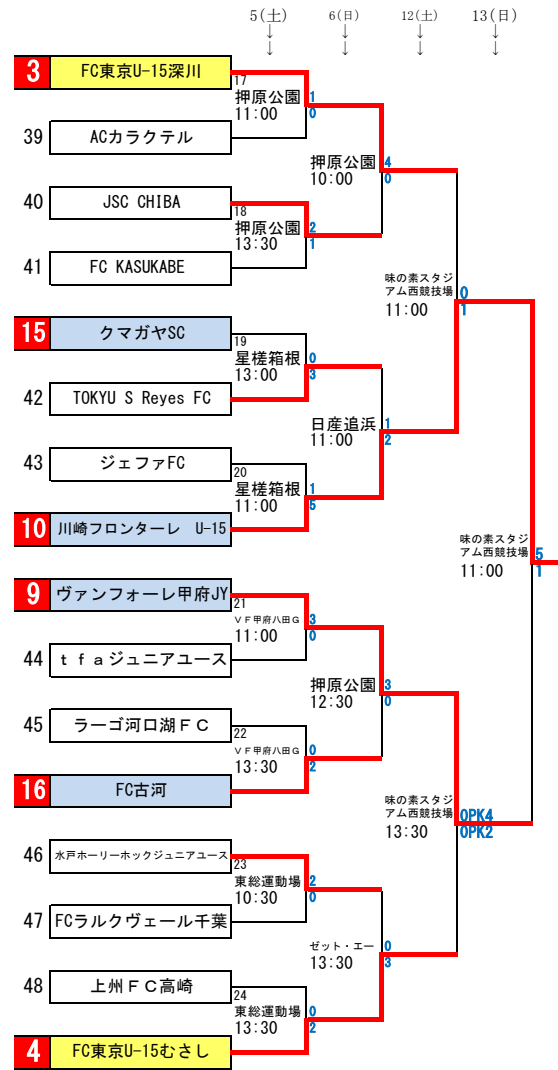 5(土) 6(日) 12(土) 13(日)
↓ ↓ ↓ ↓
↓ ↓ ↓ ↓
3 FC東京U-15深川
17
押原公園 1
11:00 0
39 ACカラクテル
押原公園 4
10:00 0
40 JSC CHIBA
18
押原公園 2
13:30 1
41 FC KASUKABE
味の素スタジ
アム西競技場 0
11:00 1
15 クマガヤSC
19
星槎箱根 0
13:00 3
42 TOKYU S Reyes FC
日産追浜 1
11:00 2
43 ジェファFC
20
星槎箱根 1
11:00 5
10 川崎フロンターレ U-15
味の素スタジ
アム西競技場 5
11:00 1
9 ヴァンフォーレ甲府JY
21
VF甲府八田G 3
11:00 0
44 tfaジュニアユース
押原公園 3
12:30 0
45 ラーゴ河口湖FC
22
VF甲府八田G 0
13:30 2
16 FC古河
味の素スタジ
アム西競技場 0PK4
13:30 0PK2
46 水戸ホーリーホックジュニアユース
23
東総運動場 2
10:30 0
47 FCラルクヴェール千葉
ゼット・エー 0
13:30 3
48 上州FC高崎
24
東総運動場 0
13:30 2
4 FC東京U-15むさし